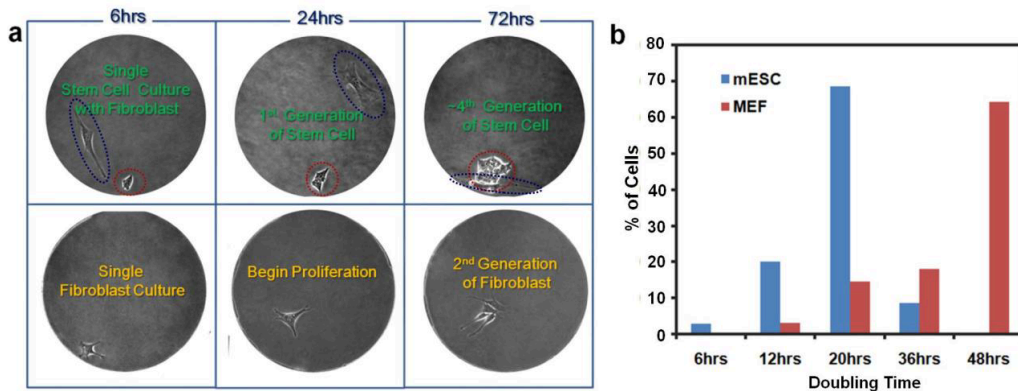 a
6hrs
24hrs
72hrs
Single
Stem Cell Culture
with Fibroblast
1st Generation
of Stem Cell
~4th Generation
of Stem Cell
Single
Fibroblast Culture
Begin Proliferation
2nd Generation
of Fibroblast
b
80
70
60
50
40
30
20
10
0
% of Cells
mESC
MEF
6hrs
12hrs
20hrs
36hrs
48hrs
Doubling Time